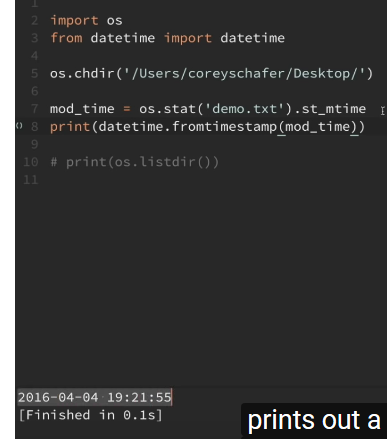 1
2 import os
3 from datetime import datetime
4
5 os.chdir('/Users/coreyschafer/Desktop/')
6
7 mod_time = os.stat('demo.txt').st_mtime
8 print(datetime.fromtimestamp(mod_time))
9
10 # print(os.listdir())
11
2016-04-04 19:21:55
[Finished in 0.1s]
prints out a